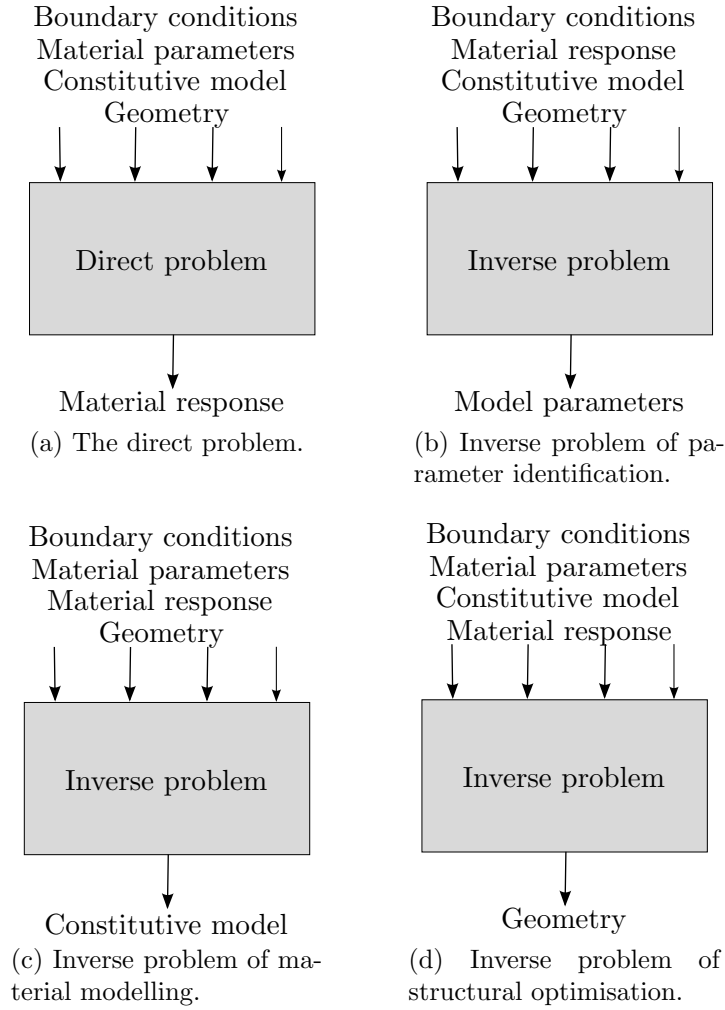 Boundary conditions
Material parameters
Constitutive model
Geometry
Direct problem
Material response
(a) The direct problem.
Boundary conditions
Material response
Constitutive model
Geometry
Inverse problem
Model parameters
(b) Inverse problem of pa-
rameter identification.
Boundary conditions
Material parameters
Material response
Geometry
Inverse problem
Constitutive model
(c) Inverse problem of ma-
terial modelling.
Boundary conditions
Material parameters
Constitutive model
Material response
Inverse problem
Geometry
(d) Inverse problem of
structural optimisation.